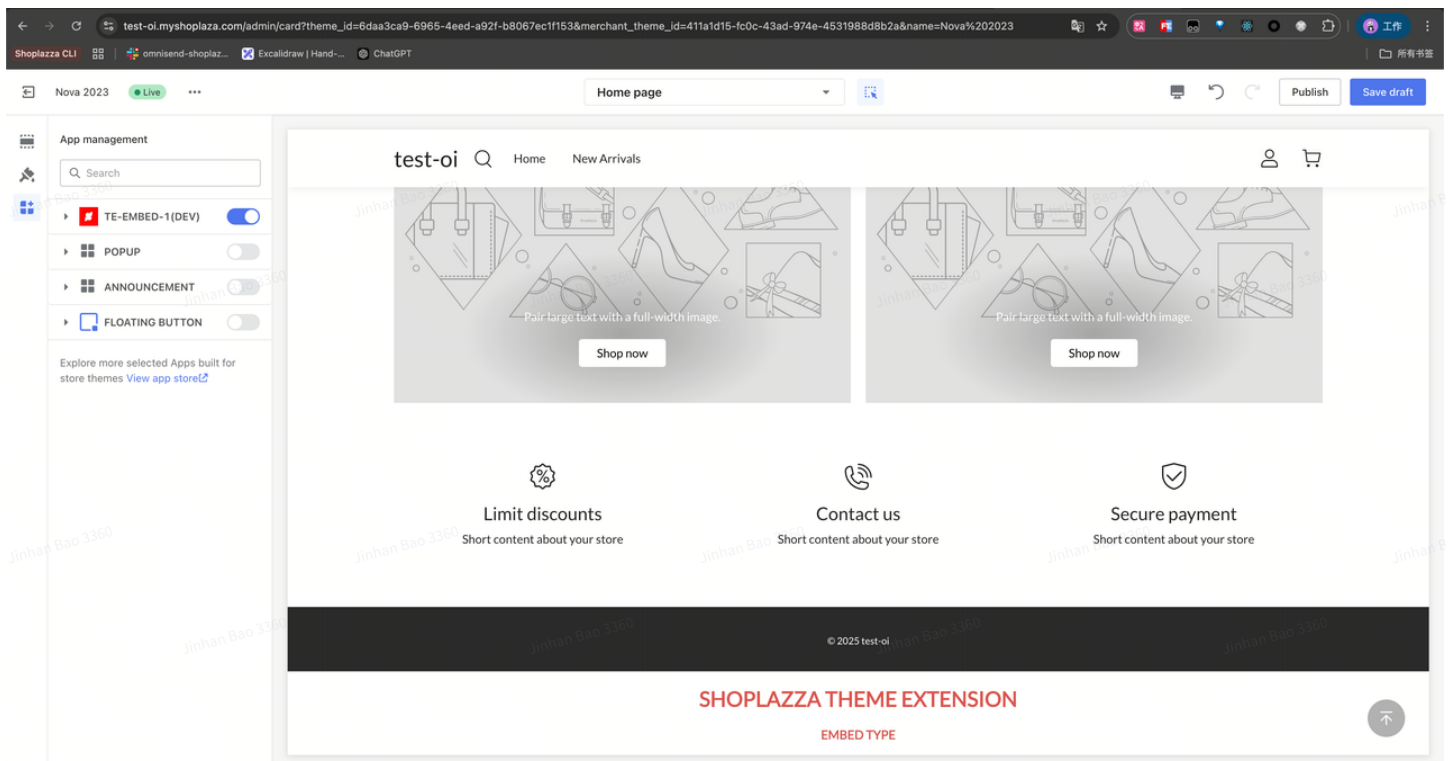 test-oi.myshoplaza.com/admin/card?theme_id=6daa3ca9-6965-4eed-a92f-b8067ec1f153&merchant_theme_id=411a1d15-fc0c-43ad-974e-4531988d8b2a&name=Nova%202023
工作
Shoplazza CLI
omnisend-shoplaz...
Excalidraw | Hand-...
ChatGPT
所有书签
Nova 2023
Live
Home page
Publish
Save draft
App management
Search
TE-EMBED-1(DEV)
POPUP
ANNOUNCEMENT
FLOATING BUTTON
Explore more selected Apps built for
store themes View app store
test-oi
Home
New Arrivals
Pair large text with a full-width image.
Shop now
Pair large text with a full-width image.
Shop now
Limit discounts
Short content about your store
Contact us
Short content about your store
Secure payment
Short content about your store
© 2025 test-oi
SHOPLAZZA THEME EXTENSION
EMBED TYPE
Jinhan Bao 3360